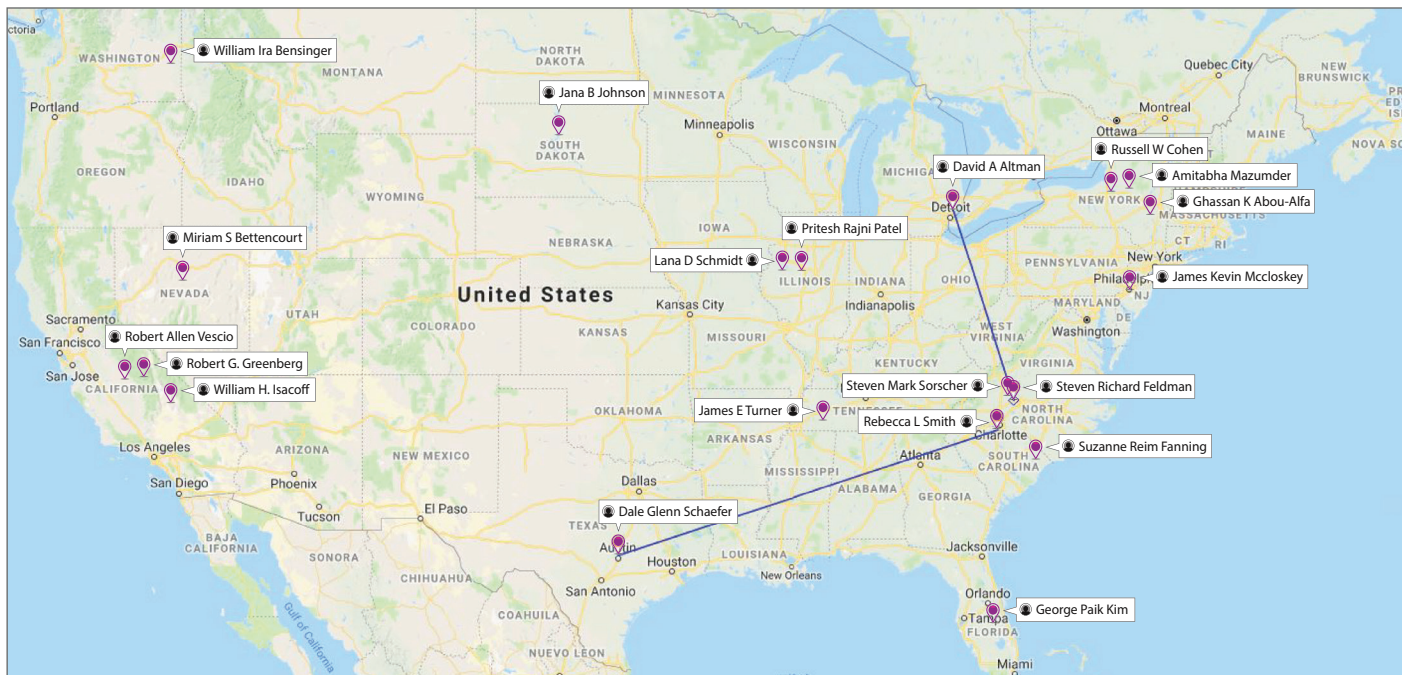 ctoria
WASHINGTON
William Ira Bensinger
MONTANA
NORTH
DAKOTA
Quebec City
NEW
BRUNSWICK
Portland
Jana B Johnson
MINNESOTA
Minneapolis
Montreal
Ottawa
MAINE
NOVA SC
OREGON
IDAHO
SOUTH
DAKOTA
WISCONSIN
MICHIG
David A Altman
Russell W Cohen
Amitabha Mazumder
WYOMING
Detroit
NEW YORK
Ghassan K Abou-Alfa
MASSACHUSETTS
Miriam S Bettencourt
IOWA
Pritesh Rajni Patel
CT
RI
NEBRASKA
Lana D Schmidt
ILLINOIS
INDIANA
OHIO
PENNSYLVANIA
New York
NEVADA
United States
Indianapolis
Philadelp
James Kevin Mccloskey
NJ
Kansas City
MARYLAND
DE
Sacramento
UTAH
COLORADO
KANSAS
MISSOURI
WEST
VIRGINIA
Washington
San Francisco
Robert Allen Vescio
KENTUCKY
VIRGINIA
San Jose
Robert G. Greenberg
CALIFORNIA
William H. Isacoff
Steven Mark Sorscher
Steven Richard Feldman
OKLAHOMA
James E Turner
TENNESSEE
NORTH
CAROLINA
Rebecca L Smith
Los Angeles
ARIZONA
NEW MEXICO
ARKANSAS
Charlotte
Atlanta
SOUTH
CAROLINA
Suzanne Reim Fanning
San Diego
Phoenix
Dallas
MISSISSIPPI
ALABAMA
GEORGIA
Tucson
El Paso
Dale Glenn Schaefer
TEXAS
BAJA
CALIFORNIA
SONORA
Austin
Houston
LOUISIANA
Jacksonville
CHIHUAHUA
San Antonio
New Orleans
Gulf of California
COAHUILA
Orlando
George Paik Kim
Tampa
FLORIDA
NUEVO LEON
Miami